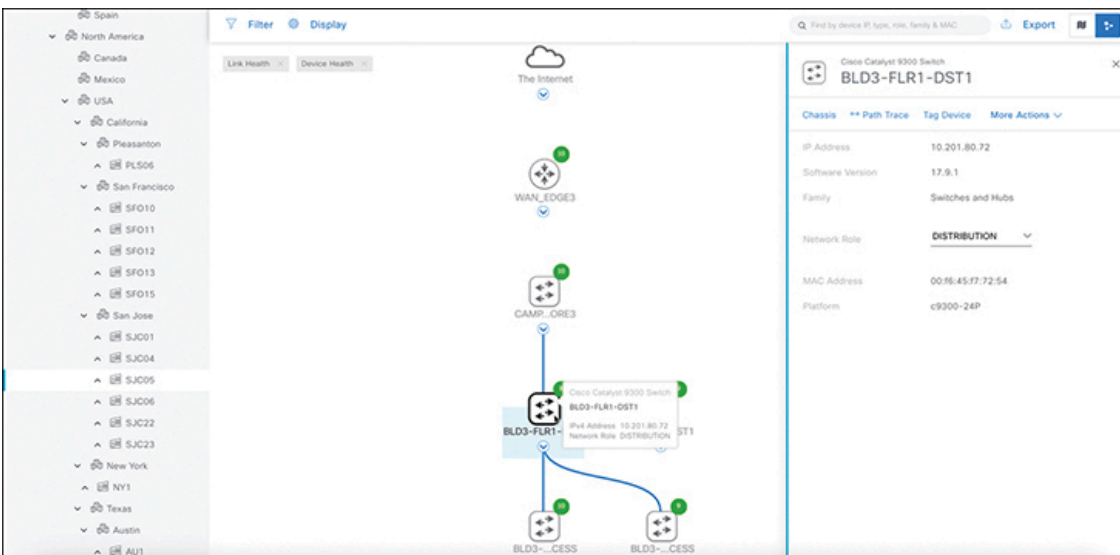 Spain
North America
Canada
Mexico
USA
California
Pleasanton
PLS06
San Francisco
SFO10
SFO11
SFO12
SFO13
SFO15
San Jose
SJC01
SJC04
SJC05
SJC06
SJC22
SJC23
New York
NY1
Texas
Austin
AU1
Filter Display
Find by device IP, type, role, family & MAC
Export
Link Health × Device Health ×
The Internet
10
WAN_EDGE3
10
CAMP...ORE3
Cisco Catalyst 9300 Switch
BLD3-FLR1-DST1
IPv4 Address 10.201.80.72
Network Role DISTRIBUTION
BLD3-FLR1-
ST1
10
9
BLD3-...CESS
BLD3-...CESS
Cisco Catalyst 9300 Switch
BLD3-FLR1-DST1
×
Chassis ** Path Trace Tag Device More Actions
IP Address 10.201.80.72
Software Version 17.9.1
Family Switches and Hubs
Network Role DISTRIBUTION
MAC Address 00:f6:45:f7:72:54
Platform c9300-24P